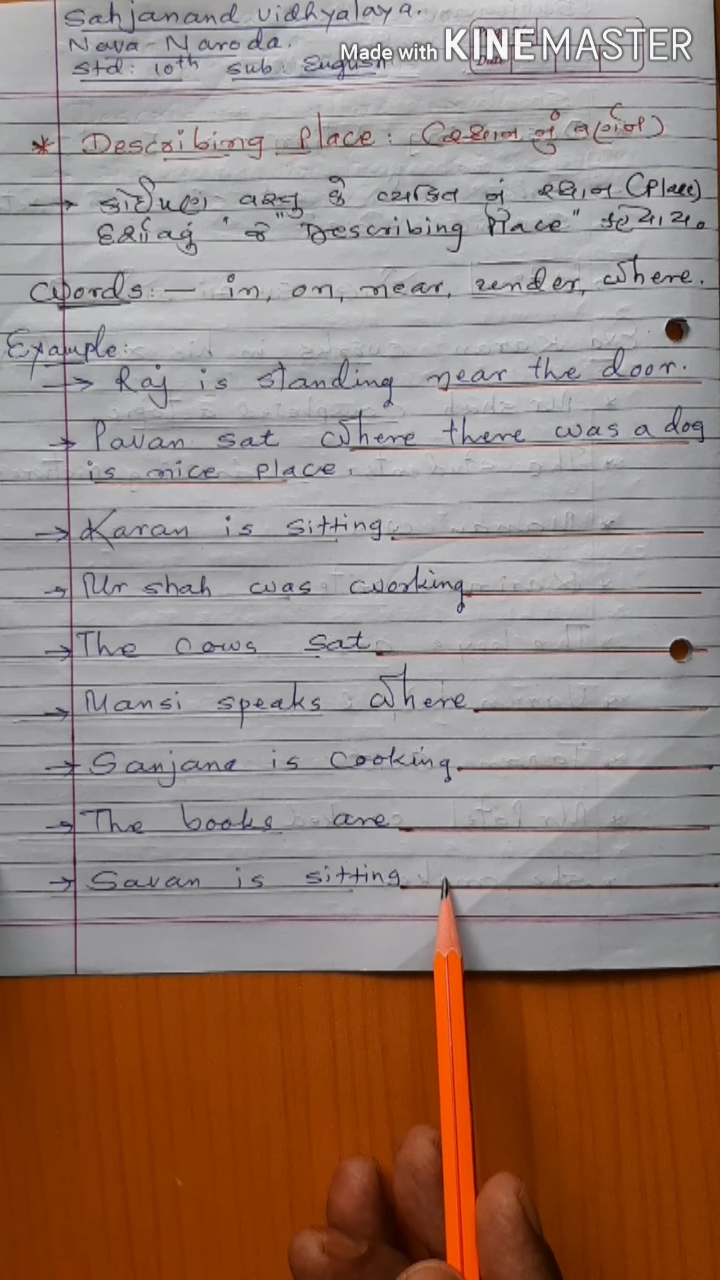 Sahjanand Vidhyalaya.
Nava-Naroda.
Std: 10th Sub: English
Made with KINEMASTER
* Describing Place: (સ્થાન નું વર્ણન)
→ કોઈપણ વસ્તુ કે વ્યક્તિ નં સ્થાન (Place)
દર્શાવવું "Describing Place" કહેવાય.
Words:- in, on, near, under, where.
Example:
→ Raj is standing near the door.
→ Pavan sat where there was a dog
is nice place.
→ Karan is sitting
→ Mr shah was working
→ The cows sat
→ Mansi speaks where
→ Sanjana is cooking
→ The books are
→ Savan is sitting